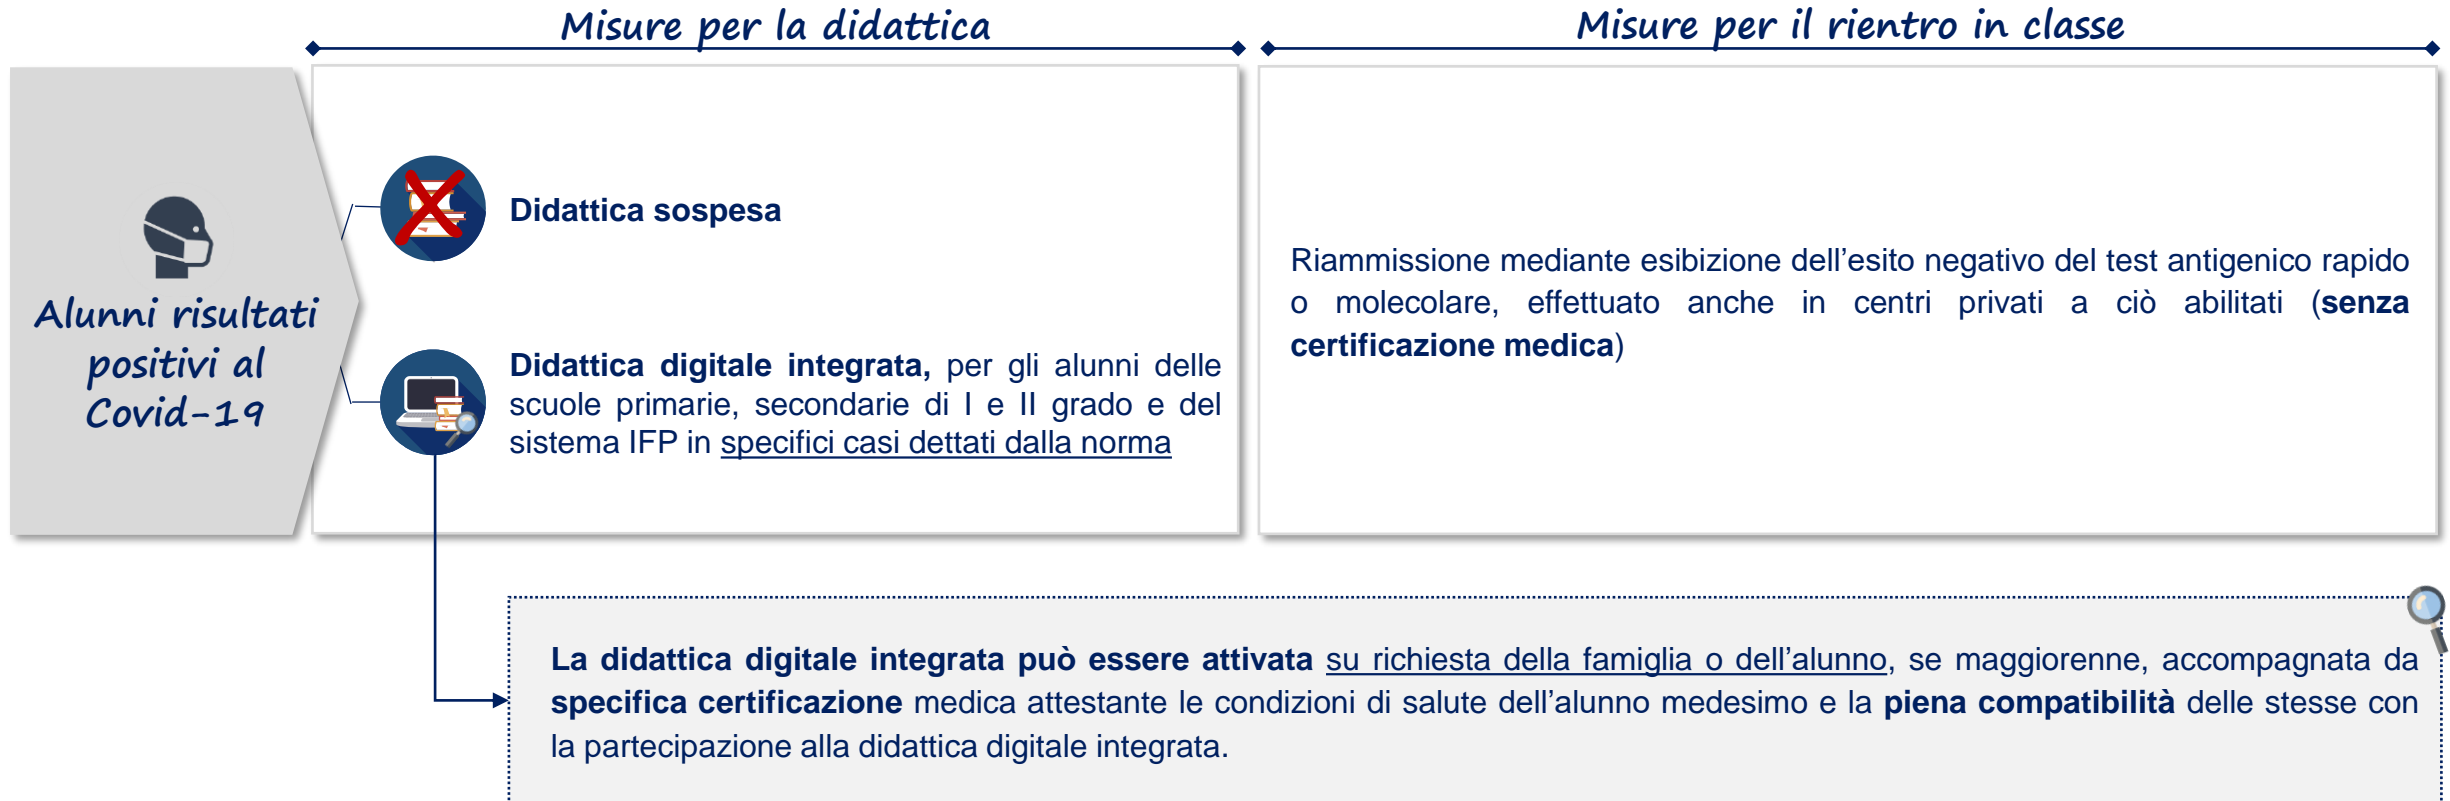 Misure per la didattica
Misure per il rientro in classe
Alunni risultati
positivi al
Covid-19
Didattica sospesa
Didattica digitale integrata, per gli alunni delle
scuole primarie, secondarie di I e II grado e del
sistema IFP in specifici casi dettati dalla norma
Riammissione mediante esibizione dell’esito negativo del test antigenico rapido
o molecolare, effettuato anche in centri privati a ciò abilitati (senza
certificazione medica)
La didattica digitale integrata può essere attivata su richiesta della famiglia o dell’alunno, se maggiorenne, accompagnata da
specifica certificazione medica attestante le condizioni di salute dell’alunno medesimo e la piena compatibilità delle stesse con
la partecipazione alla didattica digitale integrata.